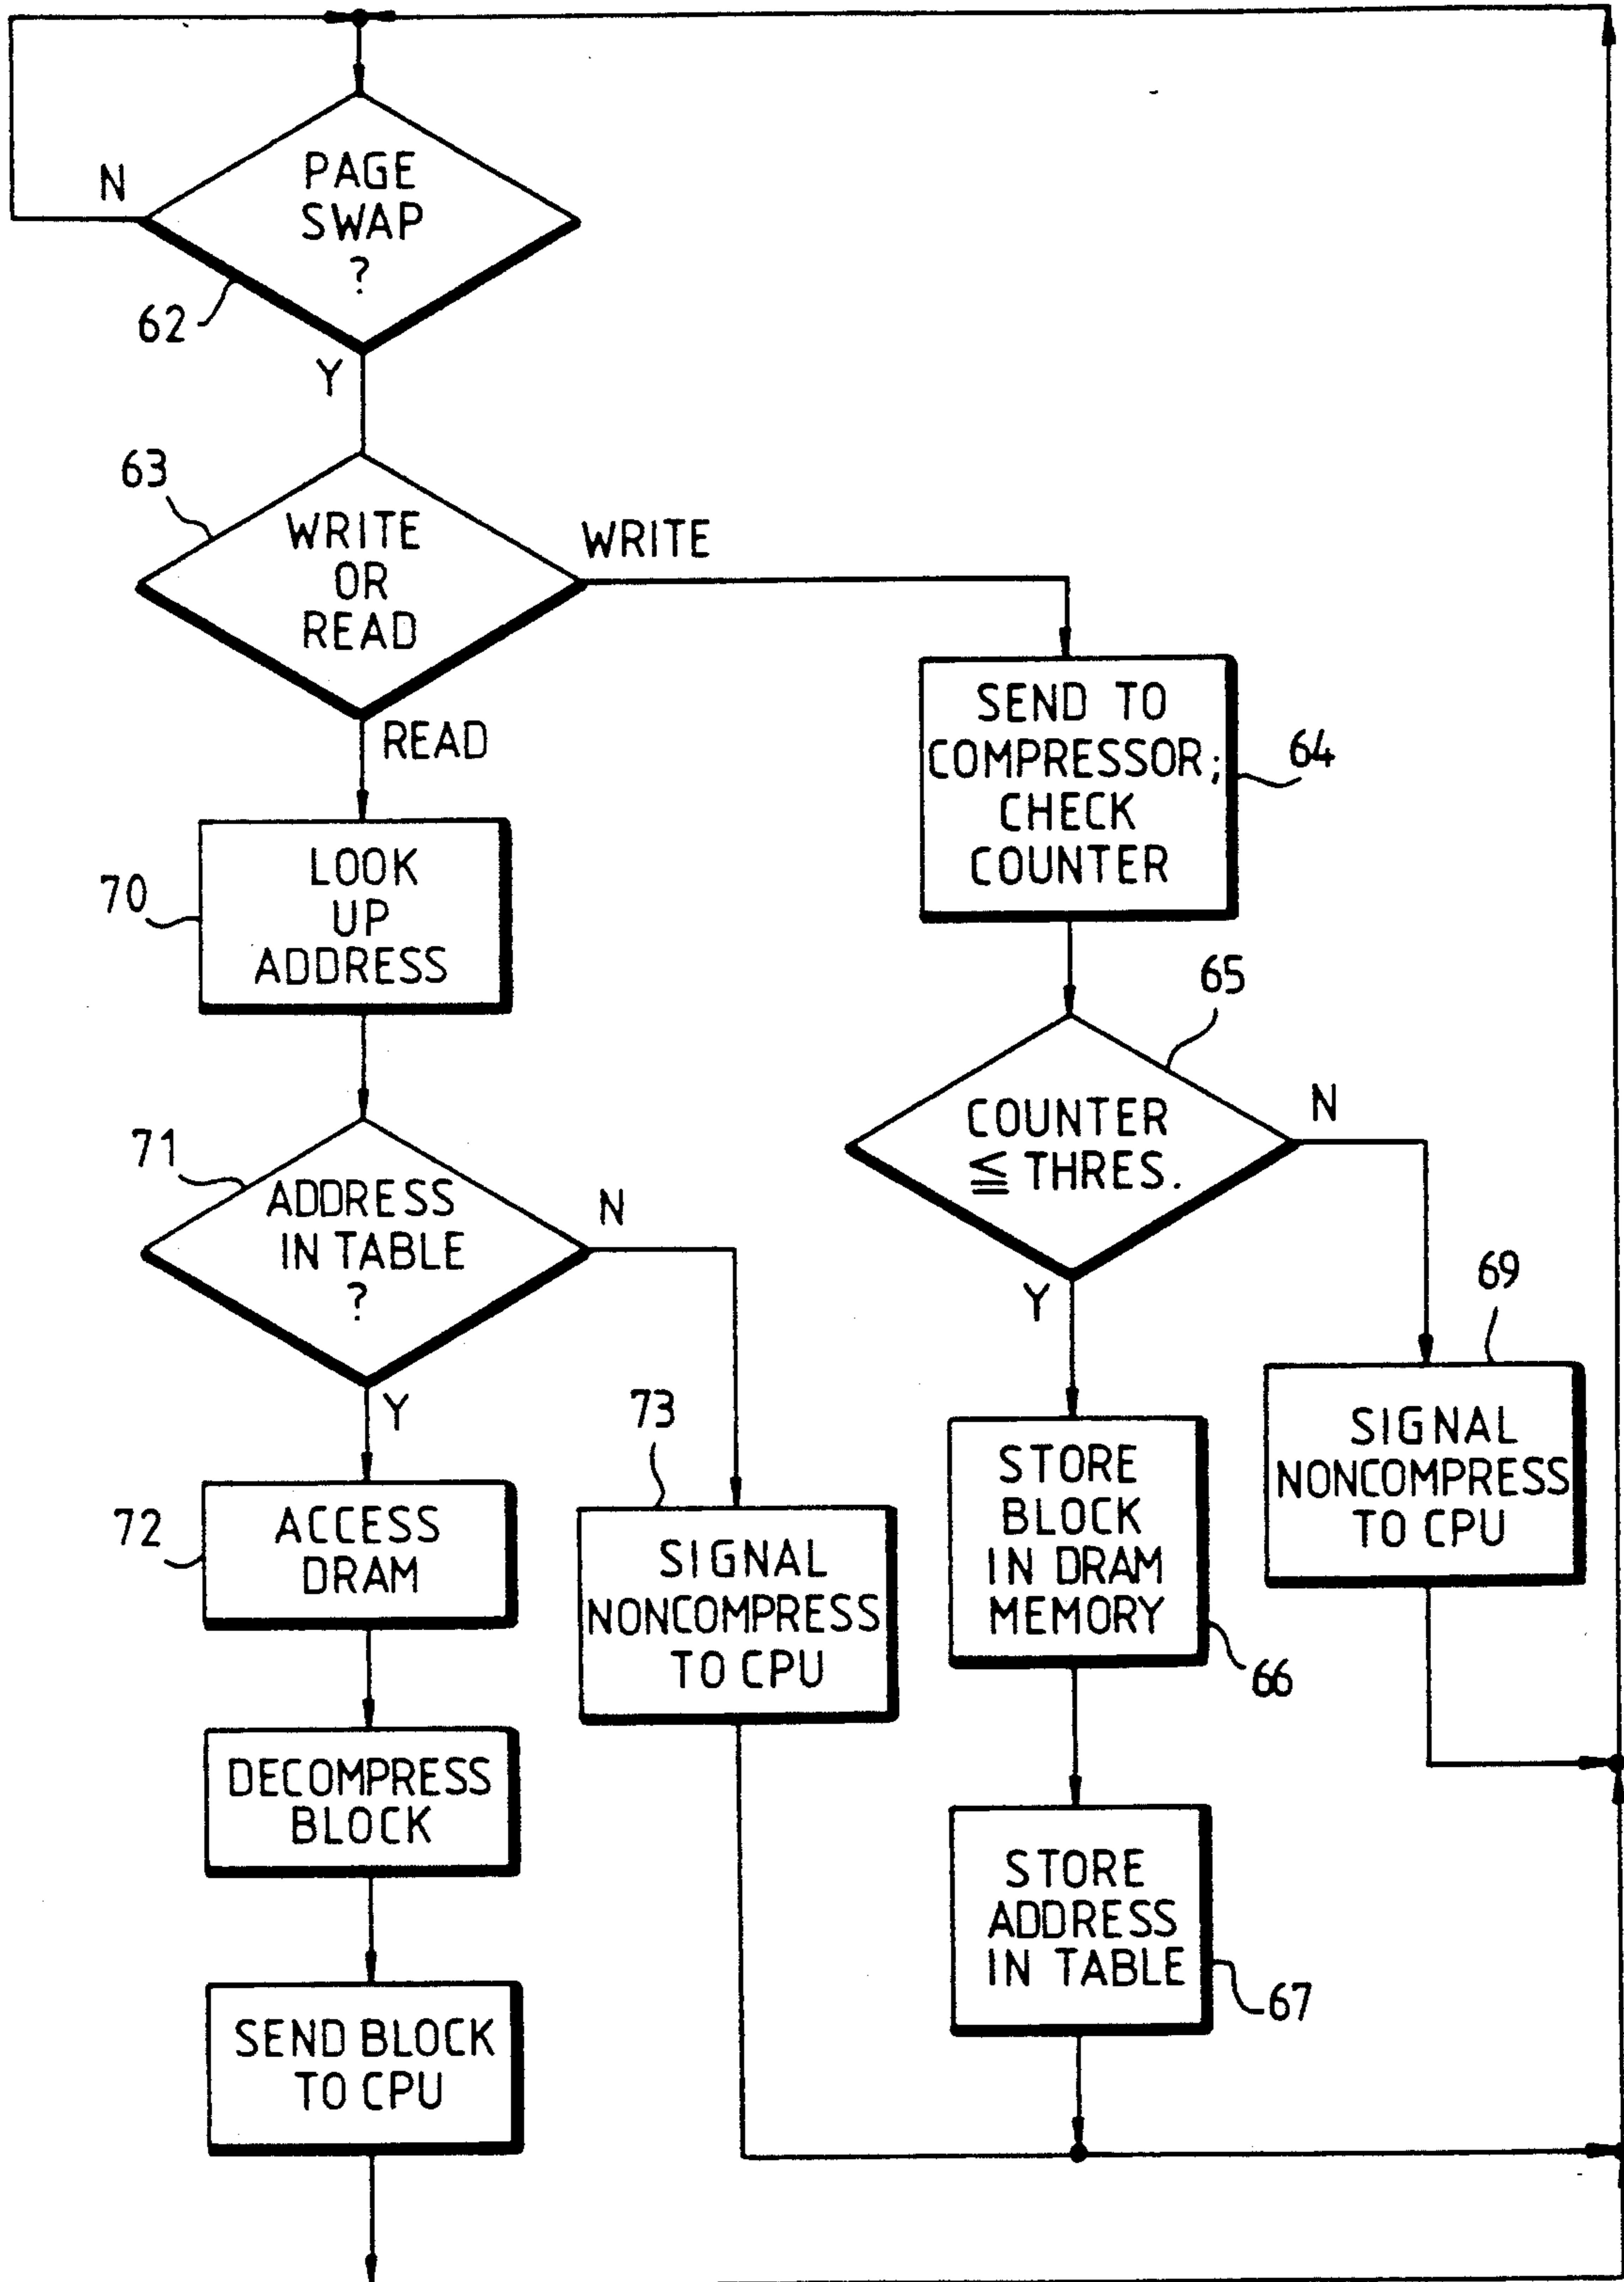 N
PAGE
SWAP
?
62
Y
63
WRITE
OR
READ
WRITE
READ
SEND TO
COMPRESSOR;
CHECK
COUNTER
64
70
LOOK
UP
ADDRESS
65
COUNTER
≦ THRES.
N
Y
71
ADDRESS
IN TABLE
?
N
Y
69
SIGNAL
NONCOMPRESS
TO CPU
73
SIGNAL
NONCOMPRESS
TO CPU
STORE
BLOCK
IN DRAM
MEMORY
66
72
ACCESS
DRAM
DECOMPRESS
BLOCK
STORE
ADDRESS
IN TABLE
67
SEND BLOCK
TO CPU